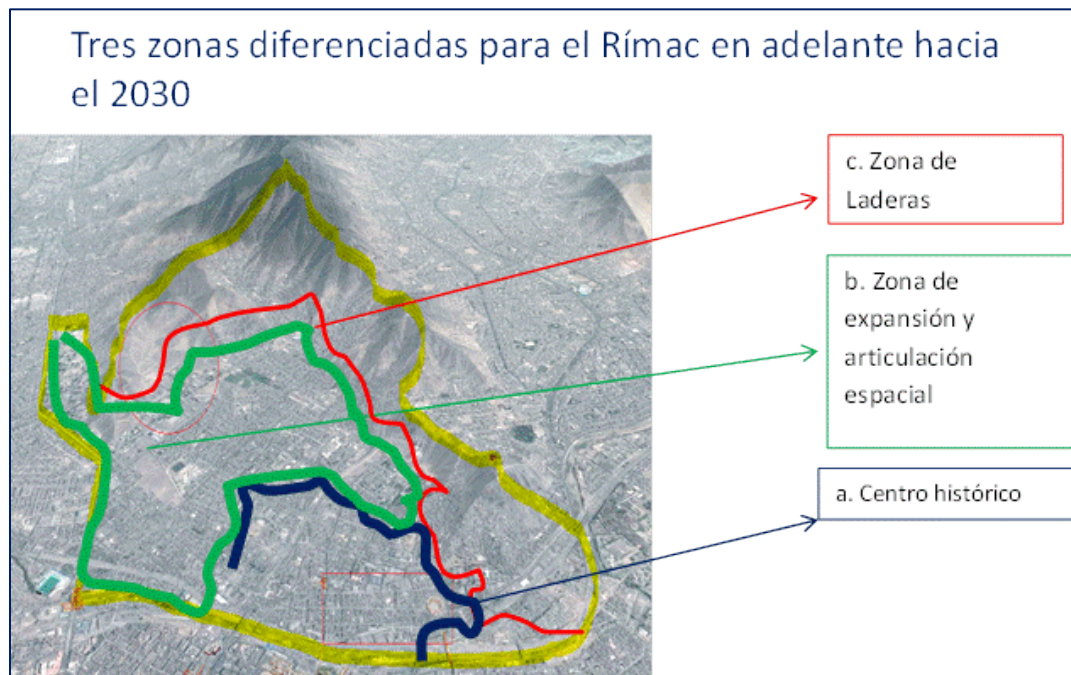 Tres zonas diferenciadas para el Rímac en adelante hacia
el 2030
c. Zona de
Laderas
b. Zona de
expansión y
articulación
espacial
a. Centro histórico